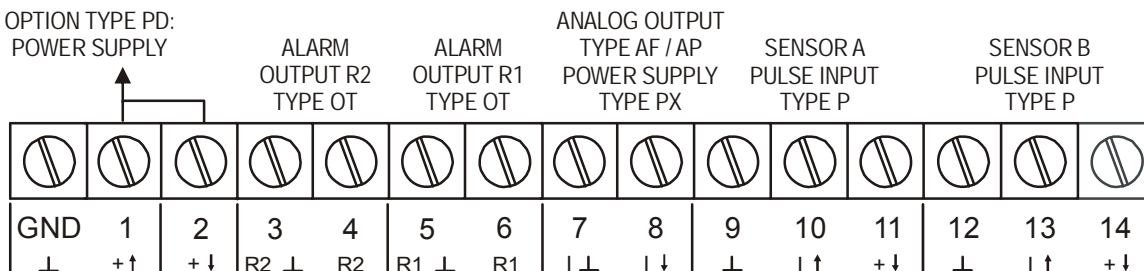 OPTION TYPE PD:
POWER SUPPLY
ALARM
OUTPUT R2
TYPE OT
ALARM
OUTPUT R1
TYPE OT
ANALOG OUTPUT
TYPE AF / AP
POWER SUPPLY
TYPE PX
SENSOR A
PULSE INPUT
TYPE P
SENSOR B
PULSE INPUT
TYPE P
GND 1 2 3 4 5 6 7 8 9 10 11 12 13 14
⊥ +↑ +↓ R2 ⊥ R2 R1 ⊥ R1 I ⊥ I ↓ ⊥ I ↑ +↓ ⊥ I ↑ +↓